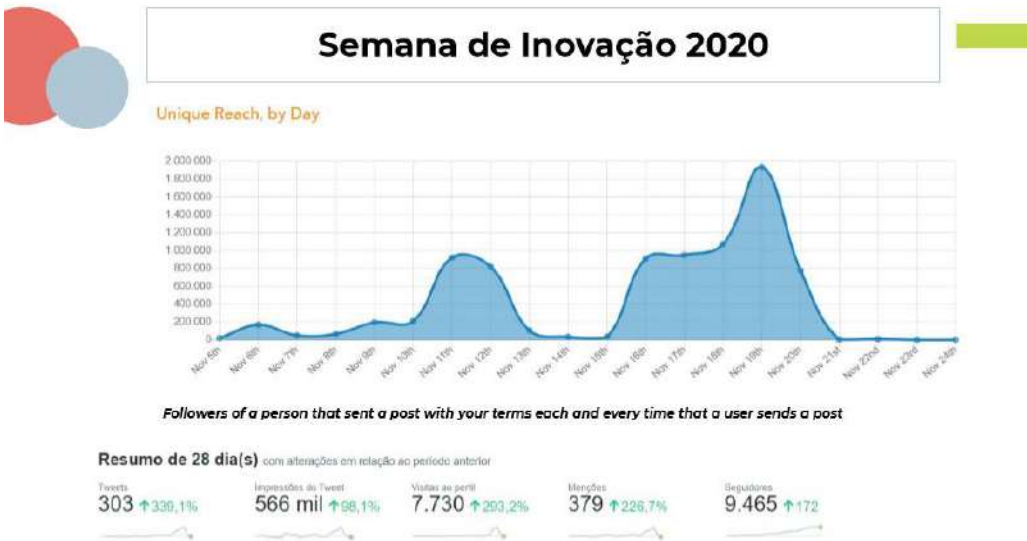 Semana de Inovação 2020
Unique Reach, by Day
2 000 000
1 800 000
1 600 000
1.400 000
1 200 000
1 000 000
800 000
600 000
400 000
200 000
0
Nov 5th Nov 6th Nov 7th Nov 8th Nov 9th Nov 10th Nov 11th Nov 12th Nov 13th Nov 14th Nov 15th Nov 16th Nov 17th Nov 18th Nov 19th Nov 20th Nov 21st Nov 22nd Nov 23rd Nov 24th
Followers of a person that sent a post with your terms each and every time that a user sends a post
Resumo de 28 dia(s) com alterações em relação ao período anterior
Tweets Impressões do Tweet Visitas ao perfil Menções Seguidores
303 ↑339,1% 566 mil ↑98,1% 7.730 ↑293,2% 379 ↑226,7% 9.465 ↑172